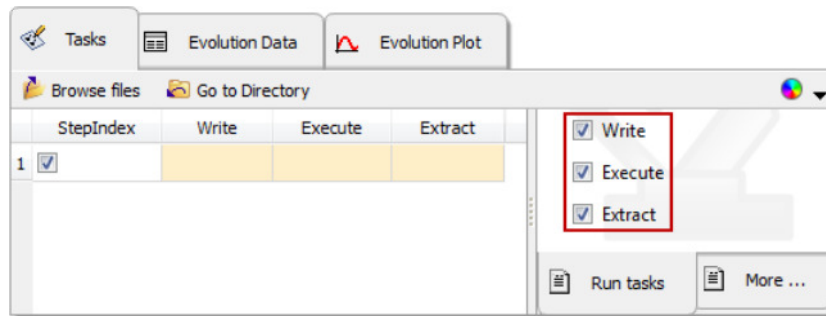 Tasks Evolution Data Evolution Plot
Browse files Go to Directory
StepIndex Write Execute Extract
1
Write
Execute
Extract
Run tasks More ...